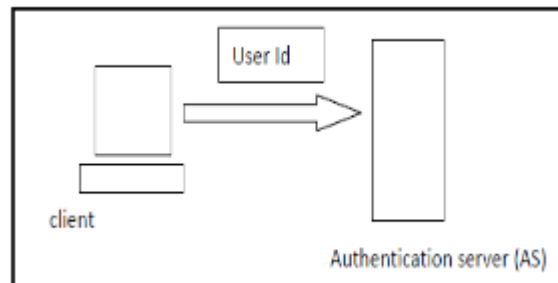 User Id
client
Authentication server (AS)